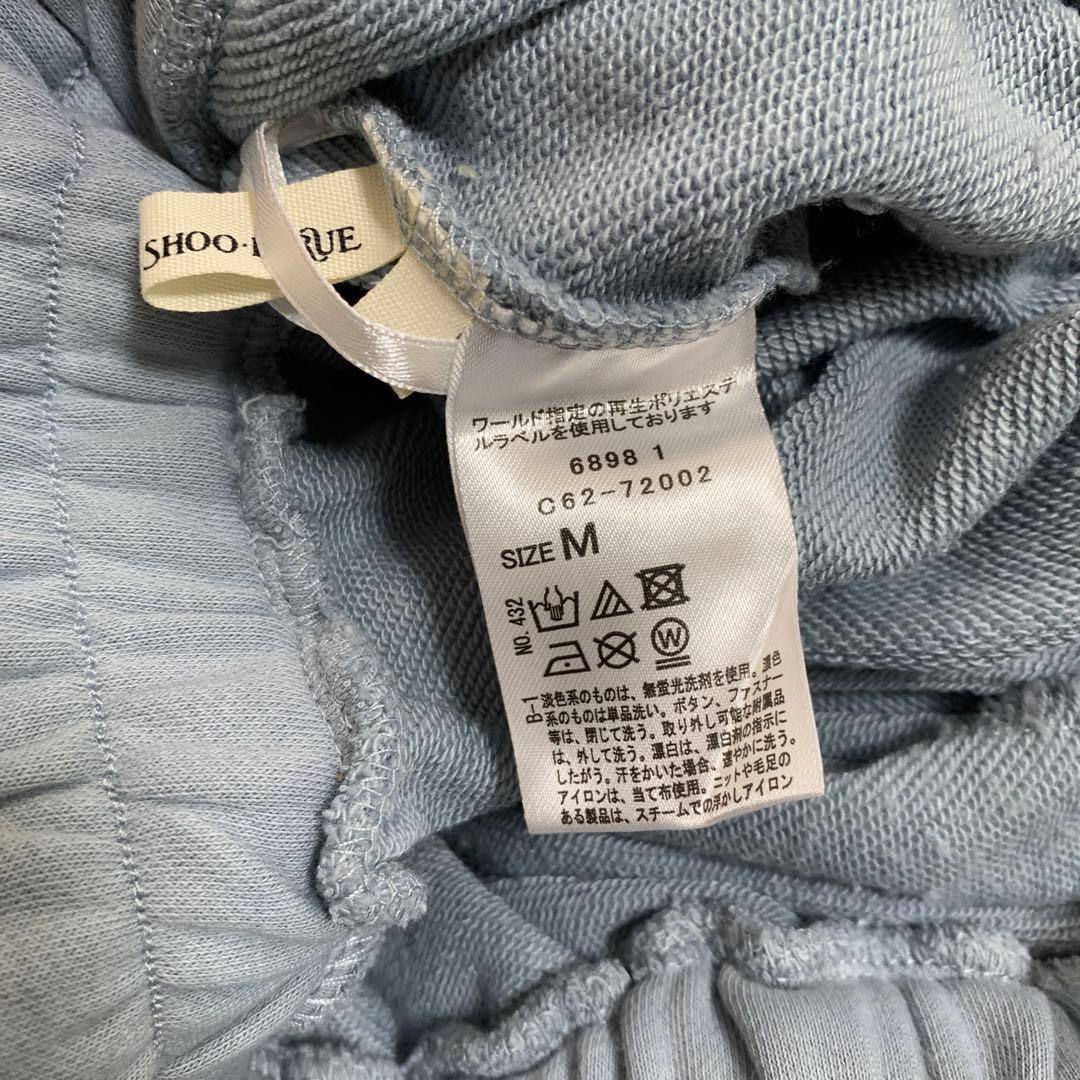 SHOO·LARUE
ワールド指定の再生ポリエステ
ルラベルを使用しております
6898 1
C62-72002
SIZE M
NO. 432
W
B-1
淡色系のものは、無蛍光洗剤を使用。濃色
系のものは単品洗い。ボタン、ファスナー
等は、閉じて洗う。取り外し可能な附属品
は、外して洗う。漂白は、漂白剤の指示に
したがう。汗をかいた場合、速やかに洗う。
アイロンは、当て布使用。ニットや毛足の
ある製品は、スチームでの浮かしアイロン